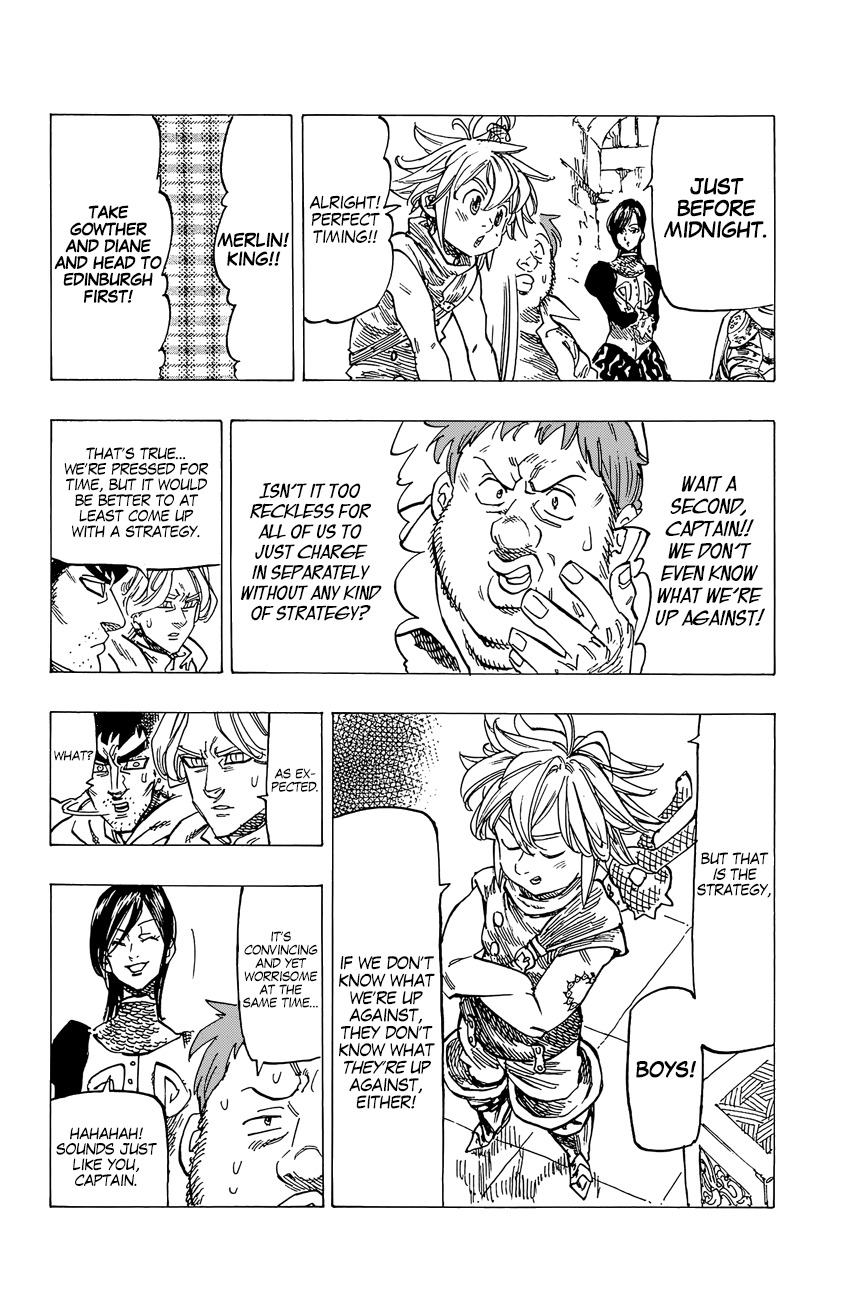 JUST
BEFORE
MIDNIGHT.
ALRIGHT!
PERFECT
TIMING!!
MERLIN!
KING!!
TAKE
GOWTHER
AND DIANE
AND HEAD TO
EDINBURGH
FIRST!
WAIT A
SECOND,
CAPTAIN!!
WE DON'T
EVEN KNOW
WHAT WE'RE
UP AGAINST!
ISN'T IT TOO
RECKLESS FOR
ALL OF US TO
JUST CHARGE
IN SEPARATELY
WITHOUT ANY KIND
OF STRATEGY?
THAT'S TRUE...
WE'RE PRESSED FOR
TIME, BUT IT WOULD
BE BETTER TO AT
LEAST COME UP
WITH A STRATEGY.
BUT THAT
IS THE
STRATEGY,
BOYS!
IF WE DON'T
KNOW WHAT
WE'RE UP
AGAINST,
THEY DON'T
KNOW WHAT
THEY'RE UP
AGAINST,
EITHER!
AS EX-
PECTED.
WHAT?
IT'S
CONVINCING
AND YET
WORRISOME
AT THE
SAME TIME...
HAHAHAH!
SOUNDS JUST
LIKE YOU,
CAPTAIN.